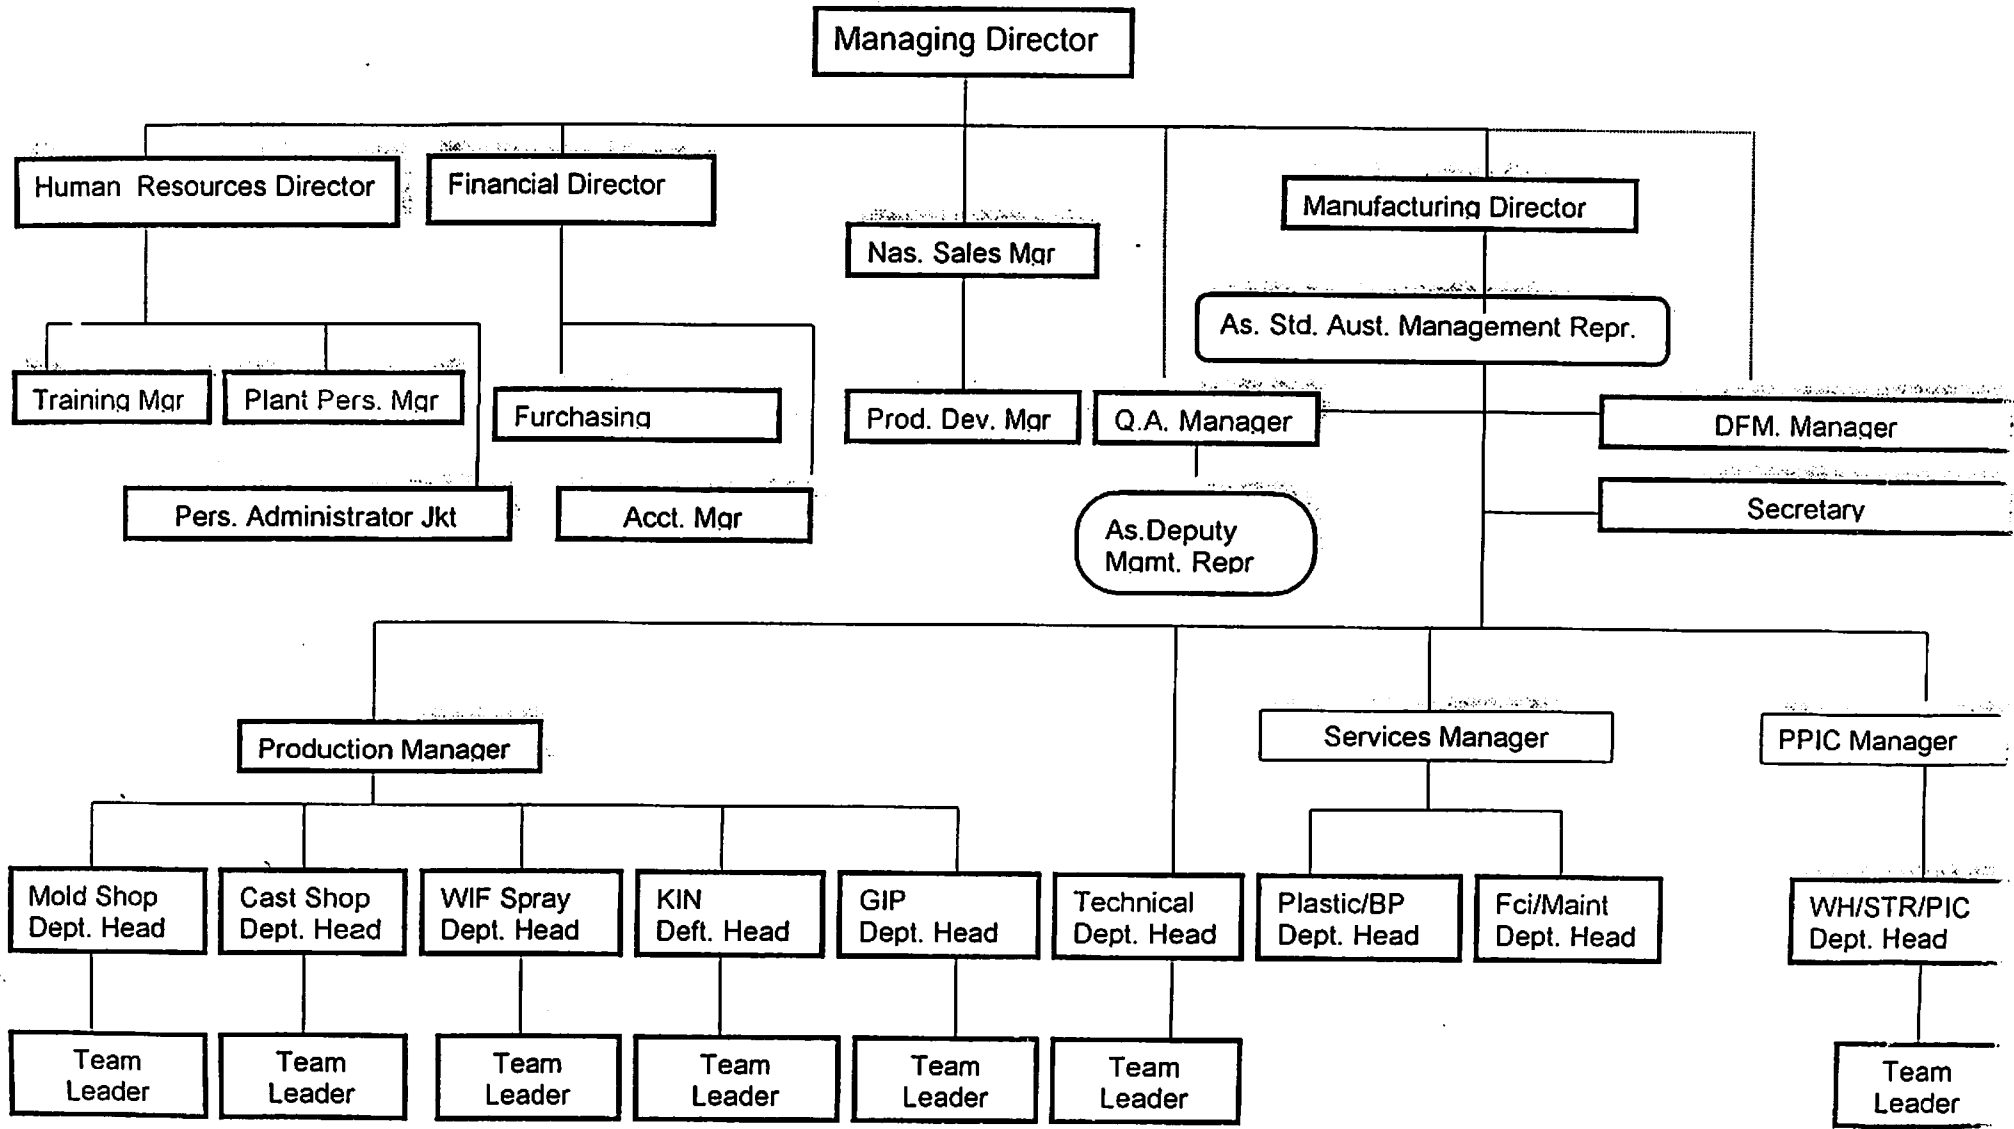 Managing Director
Human Resources Director
Financial Director
Manufacturing Director
Nas. Sales Mgr
As. Std. Aust. Management Repr.
Training Mgr
Plant Pers. Mgr
Furchasing
Prod. Dev. Mgr
Q.A. Manager
DFM. Manager
Pers. Administrator Jkt
Acct. Mgr
Secretary
As.Deputy
Mgmt. Repr
Production Manager
Services Manager
PPIC Manager
Mold Shop
Dept. Head
Cast Shop
Dept. Head
WIF Spray
Dept. Head
KIN
Deft. Head
GIP
Dept. Head
Technical
Dept. Head
Plastic/BP
Dept. Head
Fci/Maint
Dept. Head
WH/STR/PIC
Dept. Head
Team
Leader
Team
Leader
Team
Leader
Team
Leader
Team
Leader
Team
Leader
Team
Leader